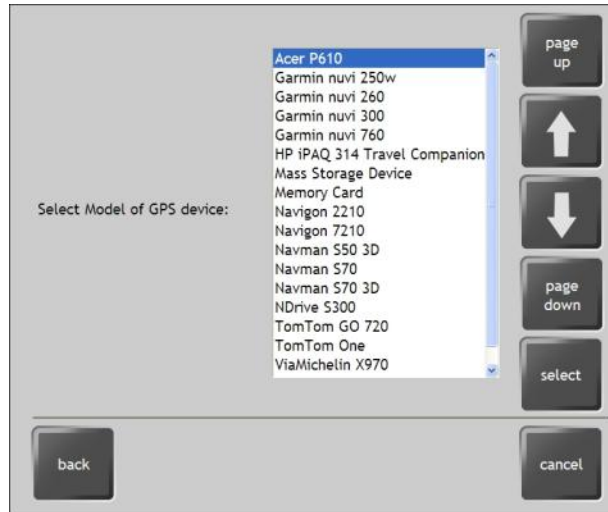 page
up
Acer P610
Garmin nuvi 250w
Garmin nuvi 260
Garmin nuvi 300
Garmin nuvi 760
HP iPAQ 314 Travel Companion
Mass Storage Device
Memory Card
Select Model of GPS device:
Navigon 2210
Navigon 7210
Navman S50 3D
Navman S70
Navman S70 3D
NDrive S300
TomTom GO 720
TomTom One
ViaMichelin X970
page
down
select
back
cancel